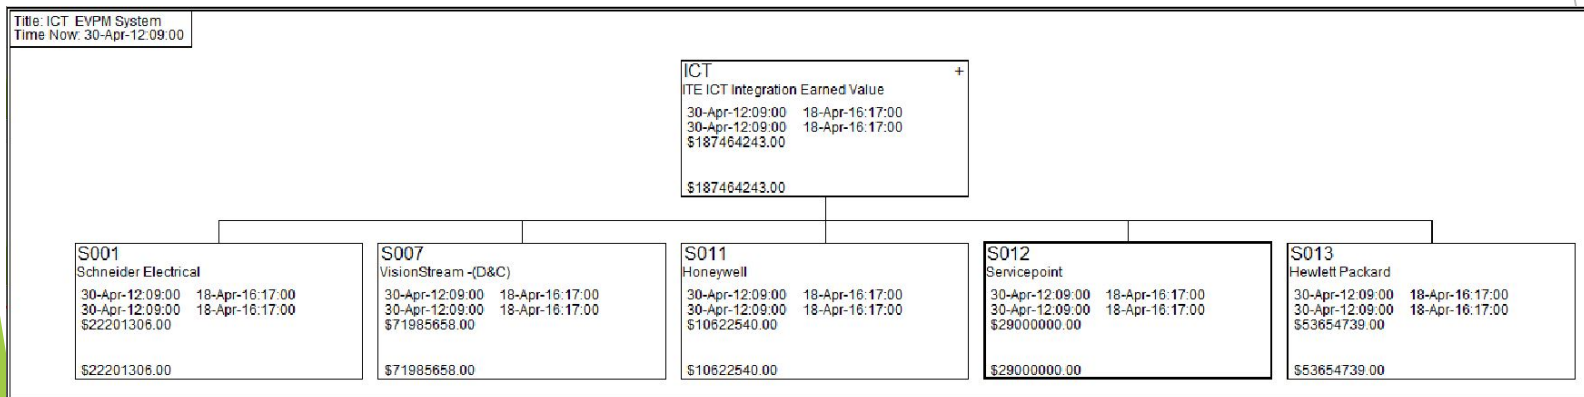 Title: ICT EVPM System
Time Now: 30-Apr-12:09:00
ICT +
ITE ICT Integration Earned Value
30-Apr-12:09:00 18-Apr-16:17:00
30-Apr-12:09:00 18-Apr-16:17:00
$187464243.00
$187464243.00
S001
Schneider Electrical
30-Apr-12:09:00 18-Apr-16:17:00
30-Apr-12:09:00 18-Apr-16:17:00
$22201306.00
$22201306.00
S007
VisionStream -(D&C)
30-Apr-12:09:00 18-Apr-16:17:00
30-Apr-12:09:00 18-Apr-16:17:00
$71985658.00
$71985658.00
S011
Honeywell
30-Apr-12:09:00 18-Apr-16:17:00
30-Apr-12:09:00 18-Apr-16:17:00
$10622540.00
$10622540.00
S012
Servicepoint
30-Apr-12:09:00 18-Apr-16:17:00
30-Apr-12:09:00 18-Apr-16:17:00
$29000000.00
$29000000.00
S013
Hewlett Packard
30-Apr-12:09:00 18-Apr-16:17:00
30-Apr-12:09:00 18-Apr-16:17:00
$53654739.00
$53654739.00